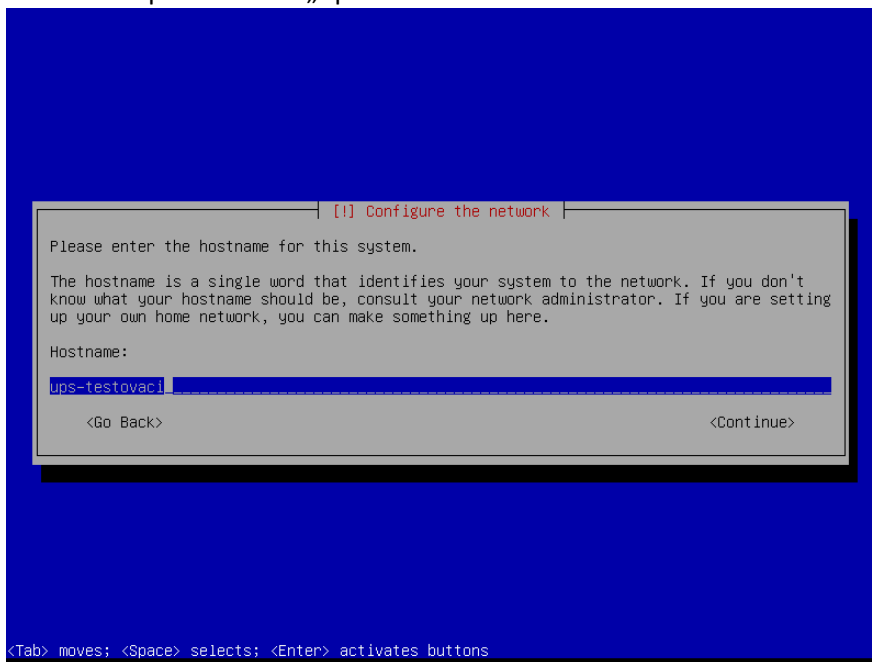 [!] Configure the network
Please enter the hostname for this system.
The hostname is a single word that identifies your system to the network. If you don't
know what your hostname should be, consult your network administrator. If you are setting
up your own home network, you can make something up here.
Hostname:
ups-testovaci
<Go Back> <Continue>
<Tab> moves; <Space> selects; <Enter> activates buttons